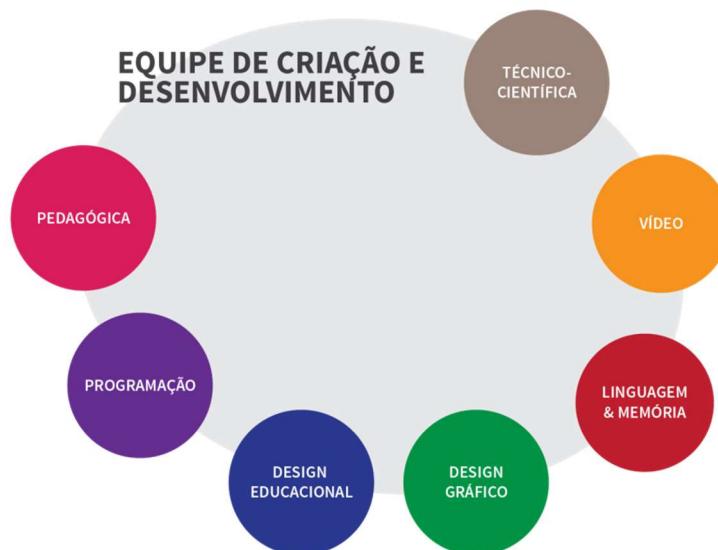 EQUIPE DE CRIAÇÃO E
DESENVOLVIMENTO
TÉCNICO-
CIENTÍFICA
PEDAGÓGICA
VÍDEO
PROGRAMAÇÃO
LINGUAGEM
& MEMÓRIA
DESIGN
EDUCACIONAL
DESIGN
GRÁFICO